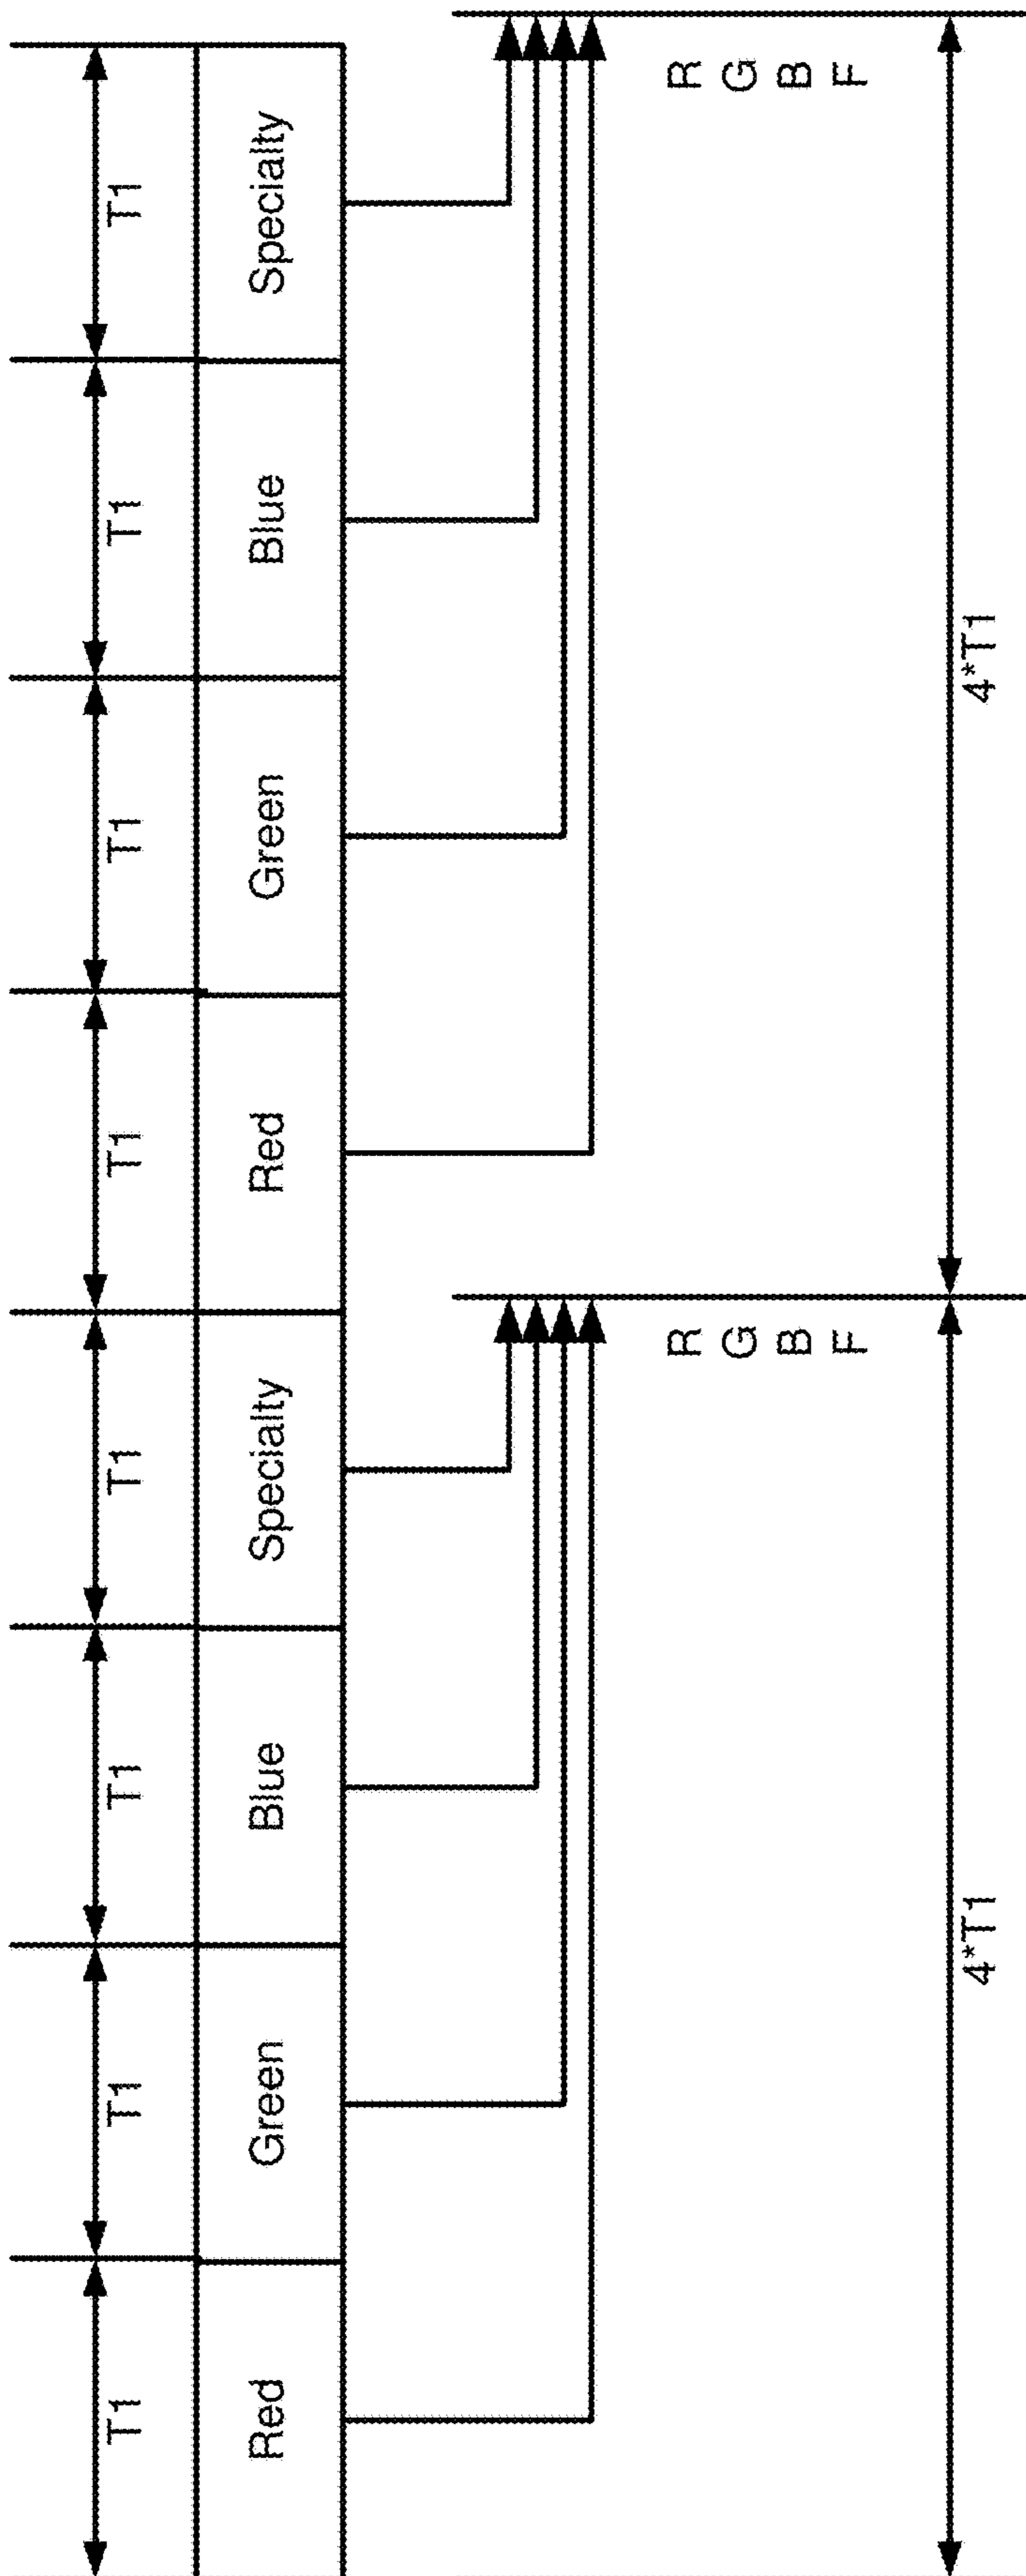 T1 T1 T1 T1 T1 T1 T1 T1
Red Green Blue Specialty Red Green Blue Specialty
R R
G G
B B
F F
4*T1 4*T1